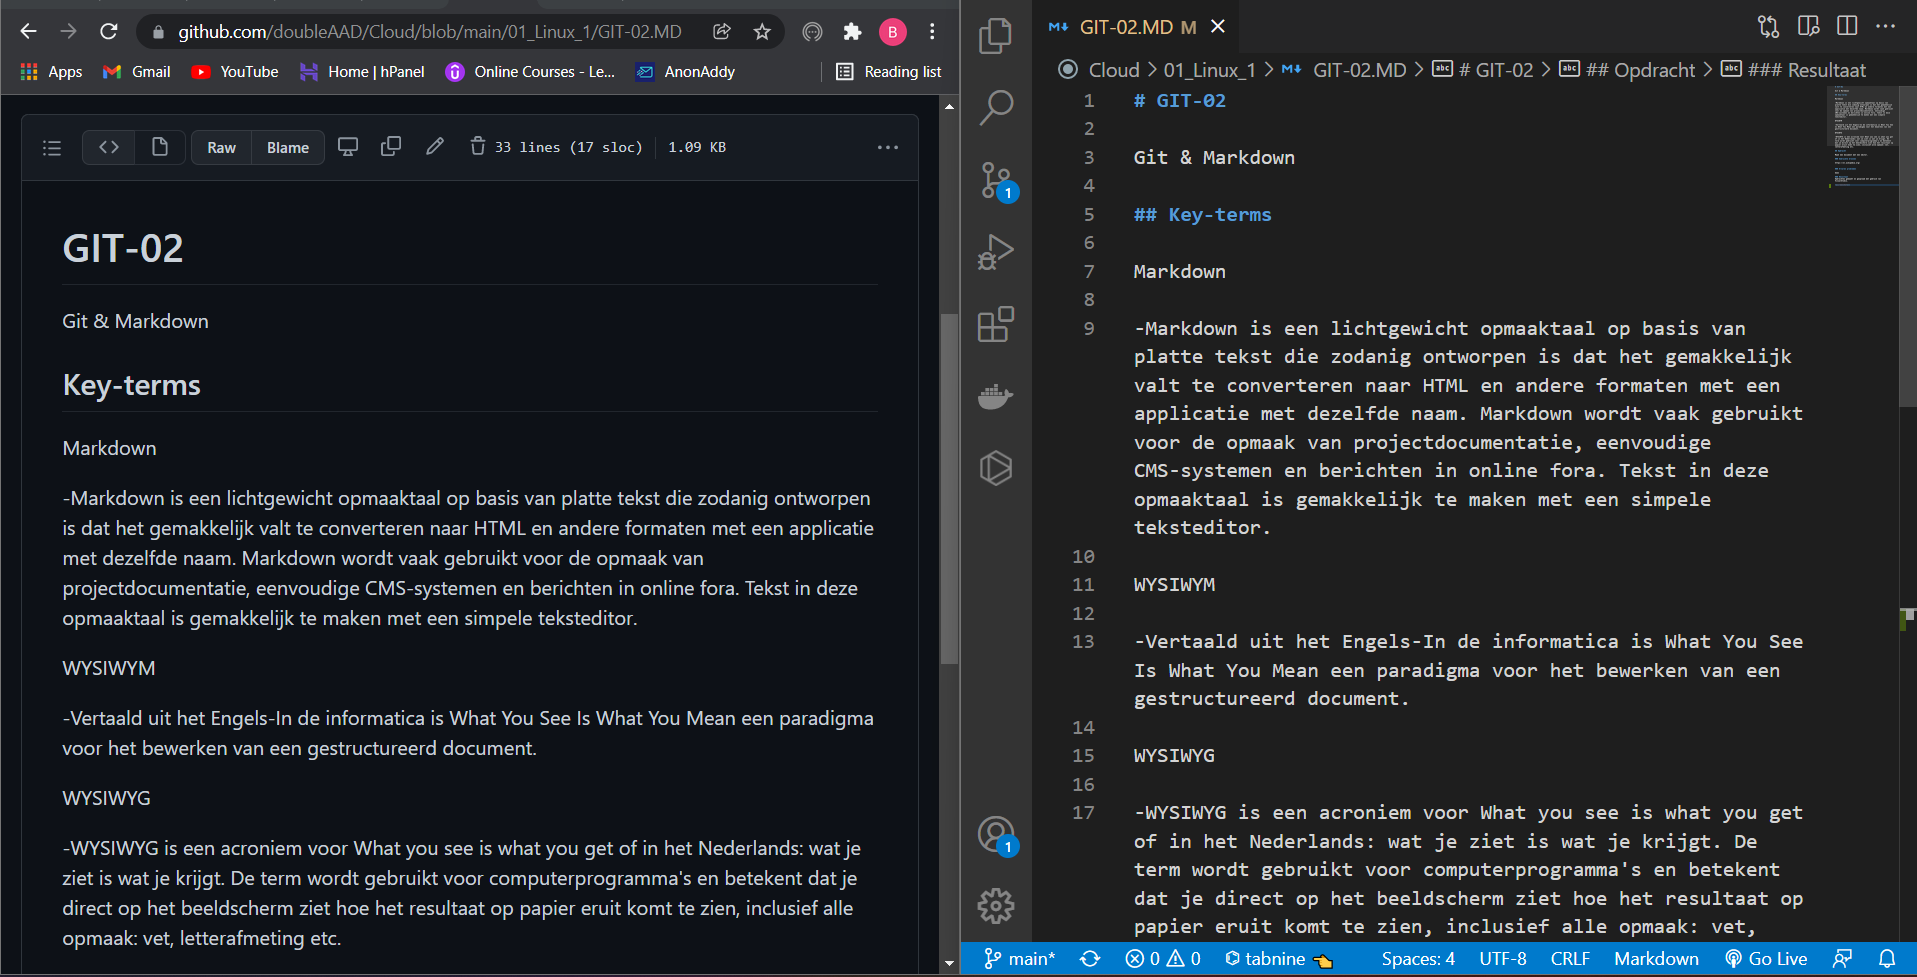 github.com/doubleAAD/Cloud/blob/main/01_Linux_1/GIT-02.MD
B
Apps Gmail YouTube Home | hPanel Online Courses - Le... AnonAddy Reading list
Raw Blame 33 lines (17 sloc) 1.09 KB
GIT-02
Git & Markdown
Key-terms
Markdown
-Markdown is een lichtgewicht opmaaktaal op basis van platte tekst die zodanig ontworpen
is dat het gemakkelijk valt te converteren naar HTML en andere formaten met een applicatie
met dezelfde naam. Markdown wordt vaak gebruikt voor de opmaak van
projectdocumentatie, eenvoudige CMS-systemen en berichten in online fora. Tekst in deze
opmaaktaal is gemakkelijk te maken met een simpele teksteditor.
WYSIWYM
-Vertaald uit het Engels-In de informatica is What You See Is What You Mean een paradigma
voor het bewerken van een gestructureerd document.
WYSIWYG
-WYSIWYG is een acroniem voor What you see is what you get of in het Nederlands: wat je
ziet is wat je krijgt. De term wordt gebruikt voor computerprogramma's en betekent dat je
direct op het beeldscherm ziet hoe het resultaat op papier eruit komt te zien, inclusief alle
opmaak: vet, letterafmeting etc.
1
1
GIT-02.MD M
Cloud > 01_Linux_1 > GIT-02.MD > abc # GIT-02 > abc ## Opdracht > abc ### Resultaat
1 # GIT-02
2
3 Git & Markdown
4
5 ## Key-terms
6
7 Markdown
8
9 -Markdown is een lichtgewicht opmaaktaal op basis van
platte tekst die zodanig ontworpen is dat het gemakkelijk
valt te converteren naar HTML en andere formaten met een
applicatie met dezelfde naam. Markdown wordt vaak gebruikt
voor de opmaak van projectdocumentatie, eenvoudige
CMS-systemen en berichten in online fora. Tekst in deze
opmaaktaal is gemakkelijk te maken met een simpele
teksteditor.
10
11 WYSIWYM
12
13 -Vertaald uit het Engels-In de informatica is What You See
Is What You Mean een paradigma voor het bewerken van een
gestructureerd document.
14
15 WYSIWYG
16
17 -WYSIWYG is een acroniem voor What you see is what you get
of in het Nederlands: wat je ziet is wat je krijgt. De
term wordt gebruikt voor computerprogramma's en betekent
dat je direct op het beeldscherm ziet hoe het resultaat op
papier eruit komt te zien, inclusief alle opmaak: vet,
main* 0 0 tabnine Spaces: 4 UTF-8 CRLF Markdown Go Live